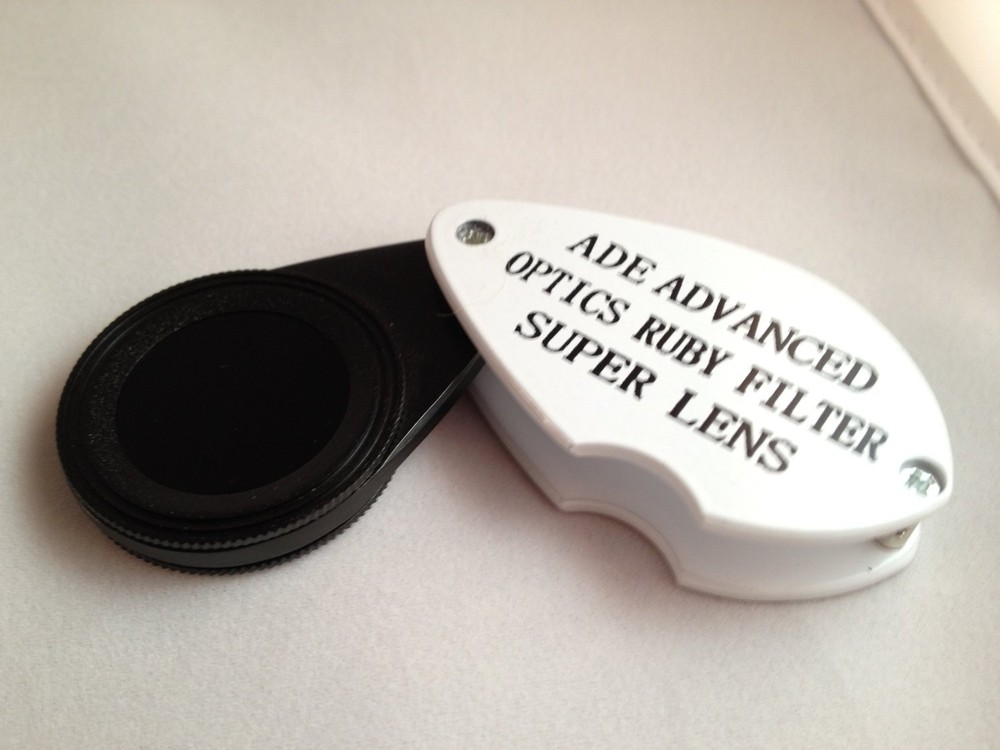 ADE ADVANCED
OPTICS RUBY FILTER
SUPER LENS